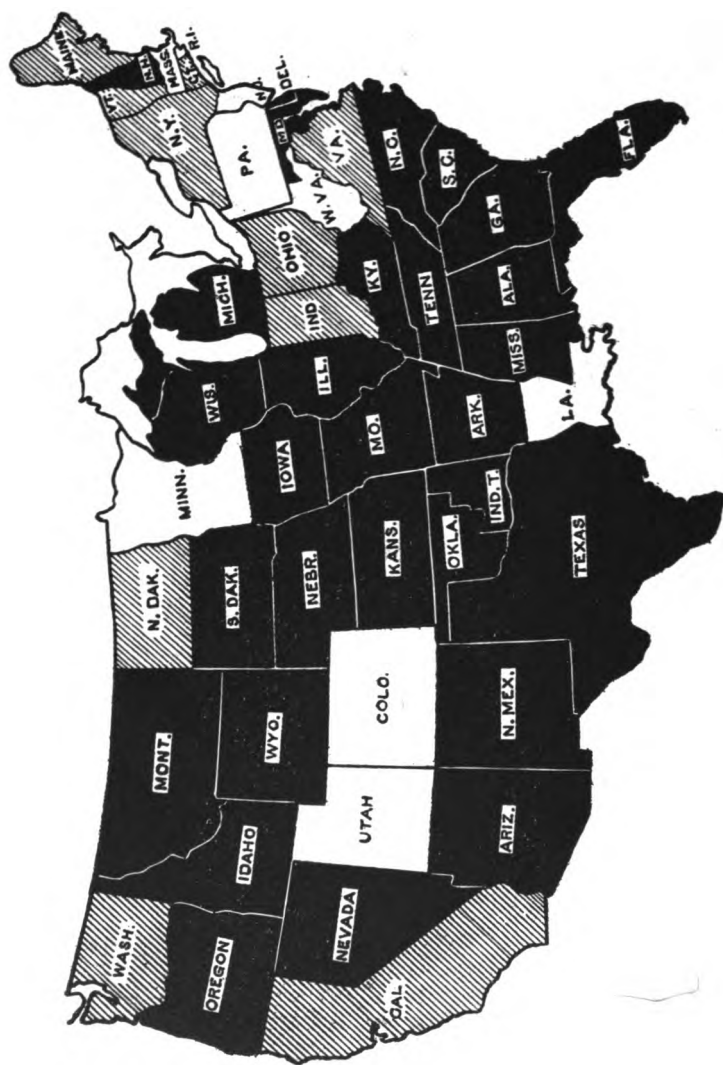 WASH.
OREGON
CAL.
NEVADA
IDAHO
MONT.
WYO.
UTAH
COLO.
ARIZ.
N. MEX.
N. DAK.
S. DAK.
NEBR.
KANS.
OKLA.
IND. T.
TEXAS
MINN.
IOWA
MO.
ARK.
LA.
WIS.
ILL.
MICH.
IND
OHIO
KY.
TENN
MISS.
ALA.
GA.
FLA.
S. C.
N. C.
VA.
W. VA.
PA.
MD.
DEL.
N. Y.
VT.
N. H.
MAINE
MASS.
R. I.